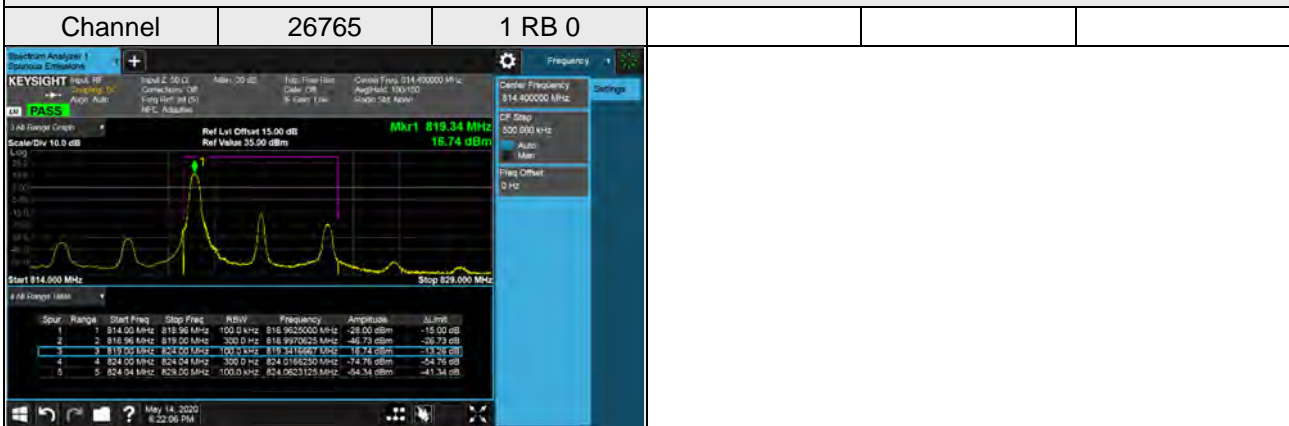 Channel 26765 1 RB 0
Spectrum Analyzer 1
Spurious Emissions
Frequency
KEYSIGHT Input: RF
Coupling: DC
Align: Auto
Input Z: 50 Ω
Corrections: Off
Freq Ref: Int (S)
NFE: Adaptive
Atten: 30 dB
Trig: Free Run
Gate: Off
IF Gain: Low
Center Freq: 814.400000 MHz
Avg|Hold: 100/100
Radio Std: None
PASS
Center Frequency
814.400000 MHz
Settings
CF Step
500.000 kHz
Auto
Man
Freq Offset
0 Hz
3 All Range Graph
Scale/Div 10.0 dB
Ref Lvl Offset 15.00 dB
Ref Value 35.00 dBm
Mkr1 819.34 MHz
16.74 dBm
Log
1
Start 814.000 MHz
Stop 829.000 MHz
Spur Range Start Freq Stop Freq RBW Frequency Amplitude ΔLimit
1 1 814.00 MHz 818.96 MHz 100.0 kHz 818.9625000 MHz -28.00 dBm -15.00 dB
2 2 818.96 MHz 819.00 MHz 300.0 Hz 818.9970625 MHz -46.73 dBm -26.73 dB
3 3 819.00 MHz 824.00 MHz 100.0 kHz 819.3416667 MHz 16.74 dBm -13.26 dB
4 4 824.00 MHz 824.04 MHz 300.0 Hz 824.0166250 MHz -74.76 dBm -54.76 dB
5 5 824.04 MHz 829.00 MHz 100.0 kHz 824.0623125 MHz -54.34 dBm -41.34 dB
May 14, 2020
6:22:06 PM